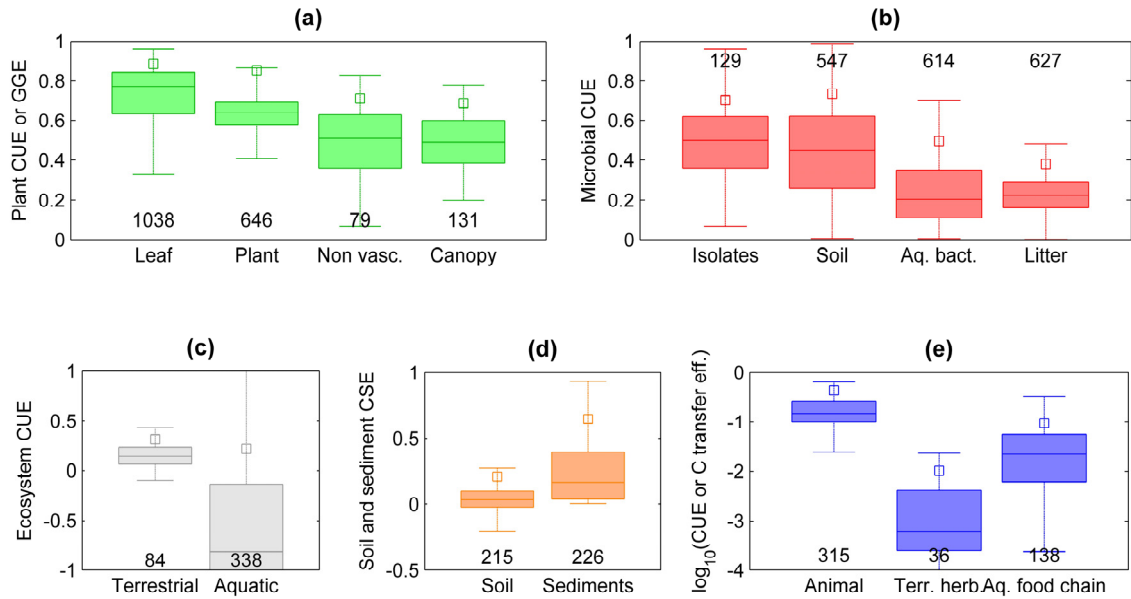 (a)
Plant CUE or GGE
1
0.8
0.6
0.4
0.2
0
1038 646 79 131
Leaf Plant Non vasc. Canopy
(b)
Microbial CUE
1
0.8
0.6
0.4
0.2
0
129 547 614 627
Isolates Soil Aq. bact. Litter
(c)
Ecosystem CUE
1
0.5
0
-0.5
-1
84 338
Terrestrial Aquatic
(d)
Soil and sediment CSE
1
0.5
0
-0.5
215 226
Soil Sediments
(e)
log10(CUE or C transfer eff.)
-0
-1
-2
-3
-4
315 36 138
Animal Terr. herb. Aq. food chain